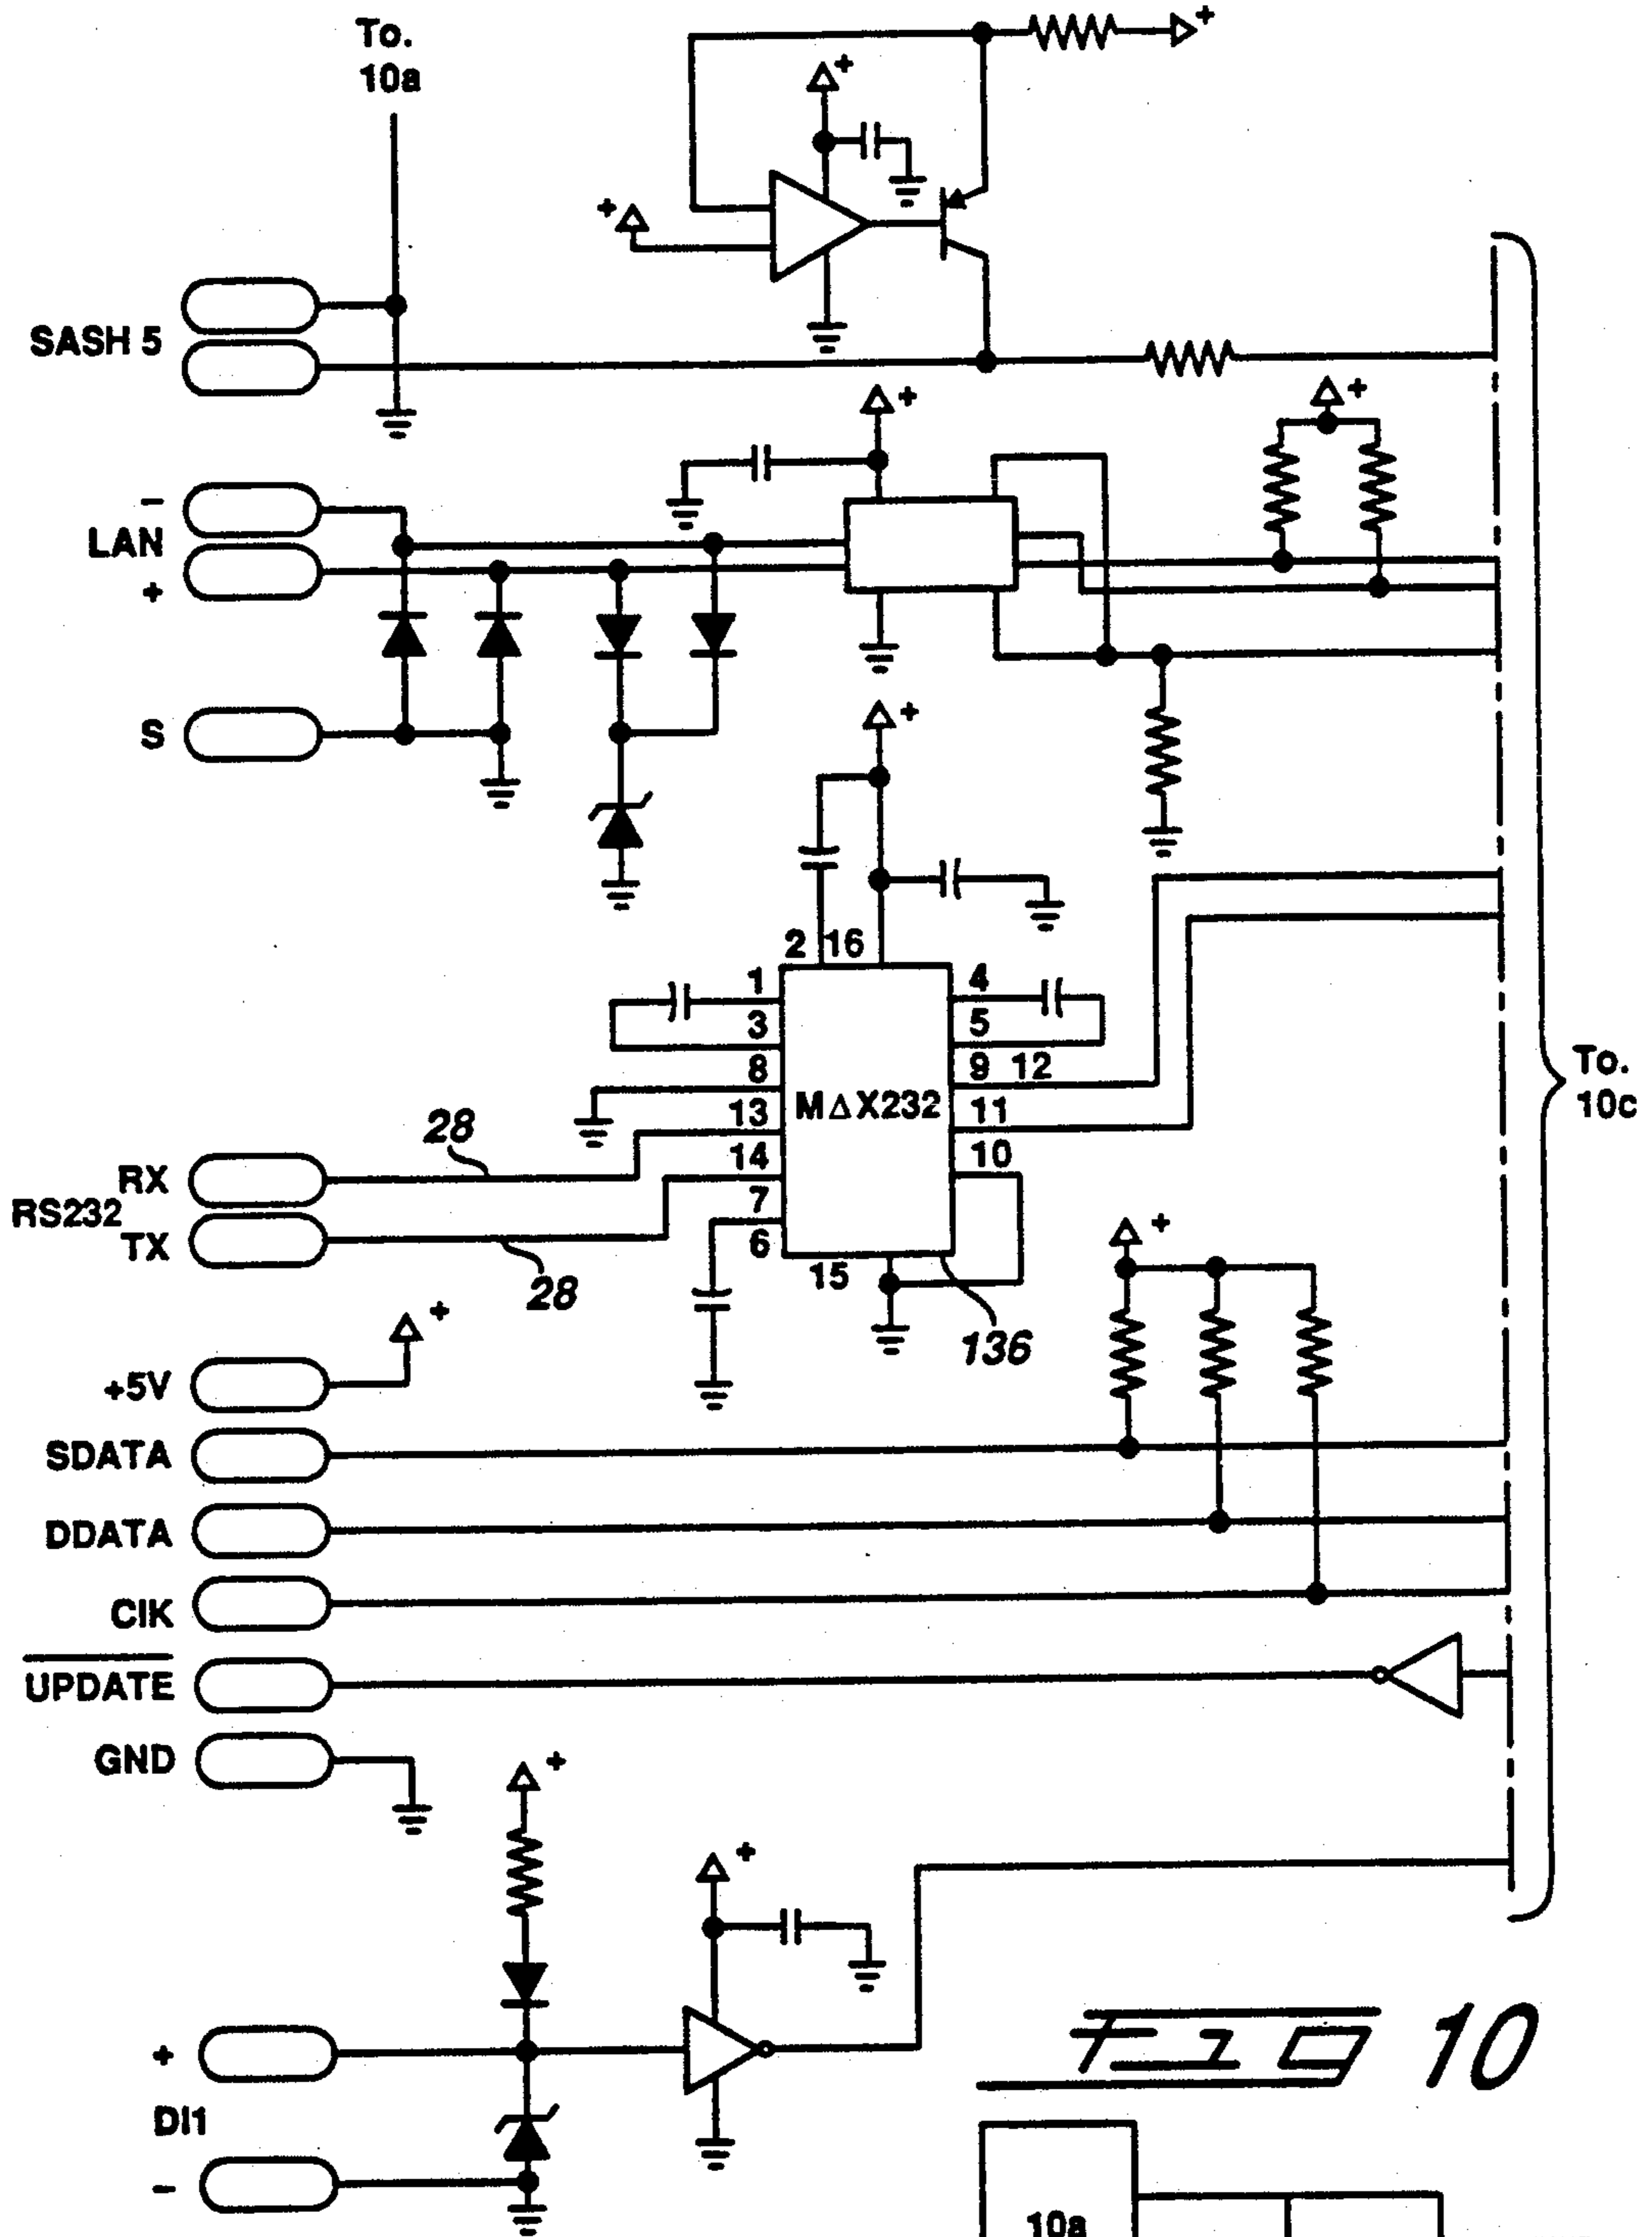 To.
10a
+
+
+
SASH 5
+
+
−
LAN
+
S
+
2 16
1
3
8
13
14
7
6
15
4
5
9 12
11
10
MΔX232
To.
10c
28
RX
RS232
TX
28
136
+
+
+5V
SDATA
DDATA
CIK
UPDATE
GND
+
+
+
DI1
−
Fig 10
10a